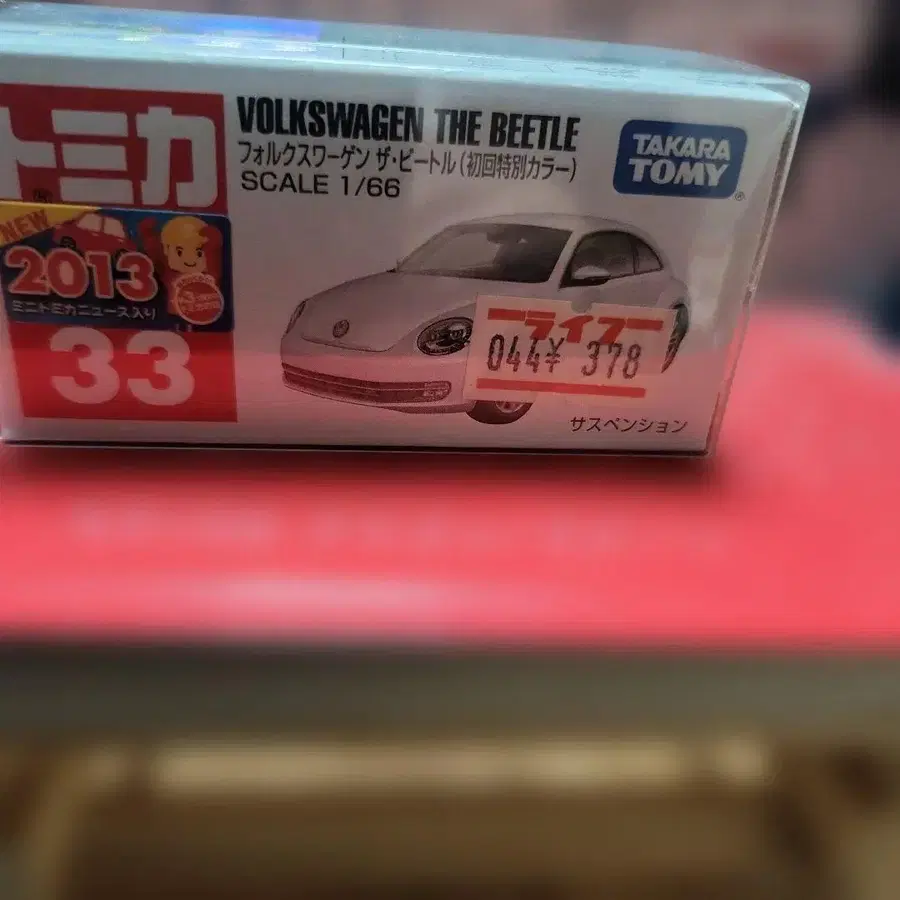 トミカ
VOLKSWAGEN THE BEETLE
フォルクスワーゲン ザ・ビートル(初回特別カラー)
SCALE 1/66
TAKARA
TOMY
NEW
2013
ミニトミカニュース入り
33
ライフ
044¥ 378
サスペンション